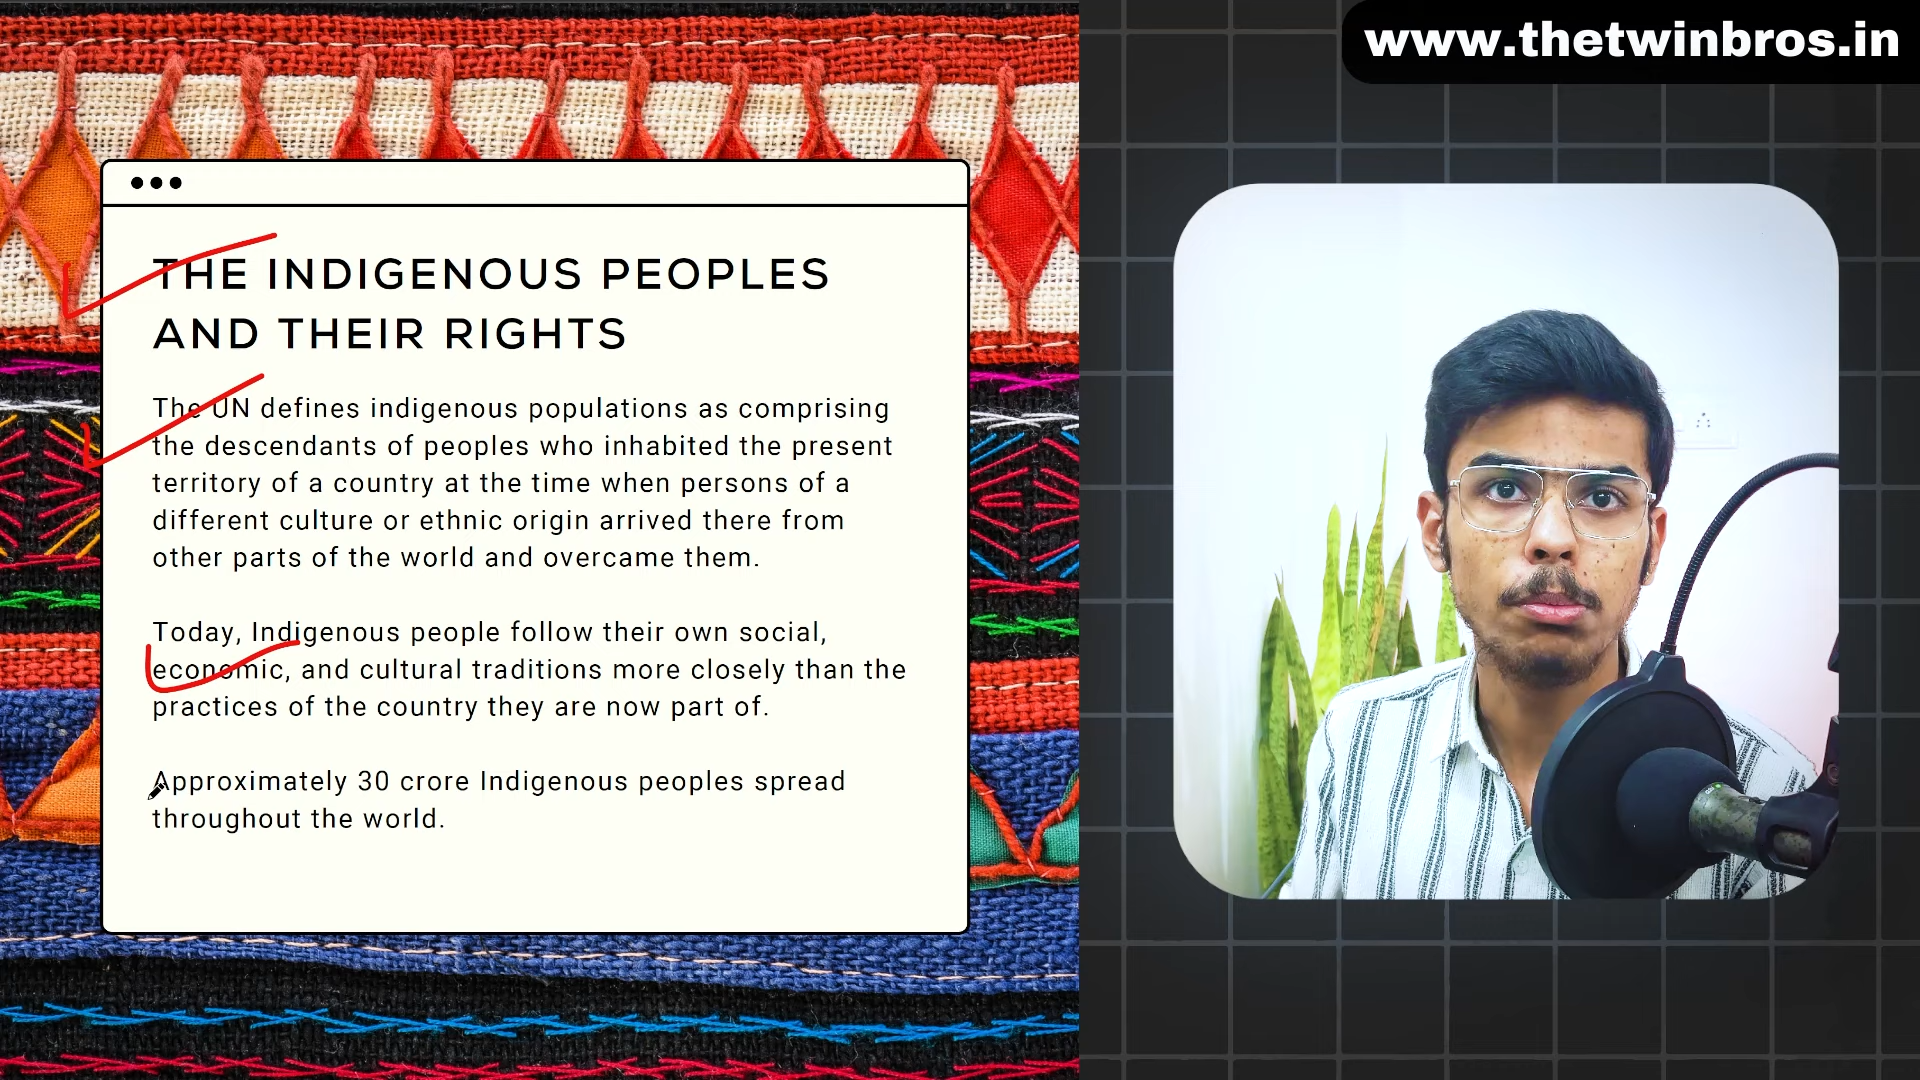 www.thetwinbros.in
THE INDIGENOUS PEOPLES
AND THEIR RIGHTS
The UN defines indigenous populations as comprising
the descendants of peoples who inhabited the present
territory of a country at the time when persons of a
different culture or ethnic origin arrived there from
other parts of the world and overcame them.
Today, Indigenous people follow their own social,
economic, and cultural traditions more closely than the
practices of the country they are now part of.
Approximately 30 crore Indigenous peoples spread
throughout the world.